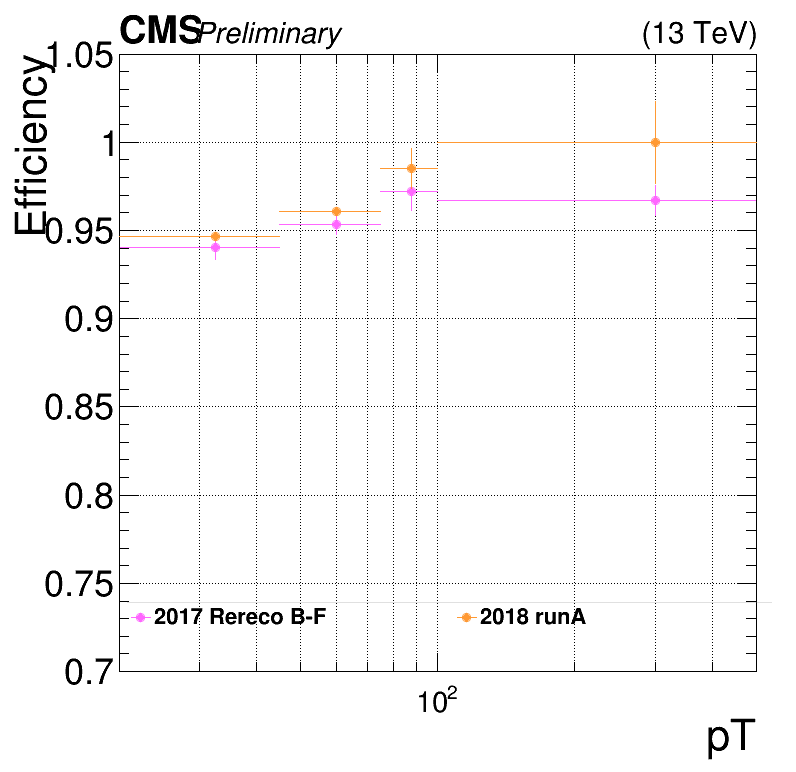 CMS Preliminary (13 TeV)
Efficiency
1.05
1
0.95
0.9
0.85
0.8
0.75
0.7
2017 Rereco B-F
2018 runA
10²
pT